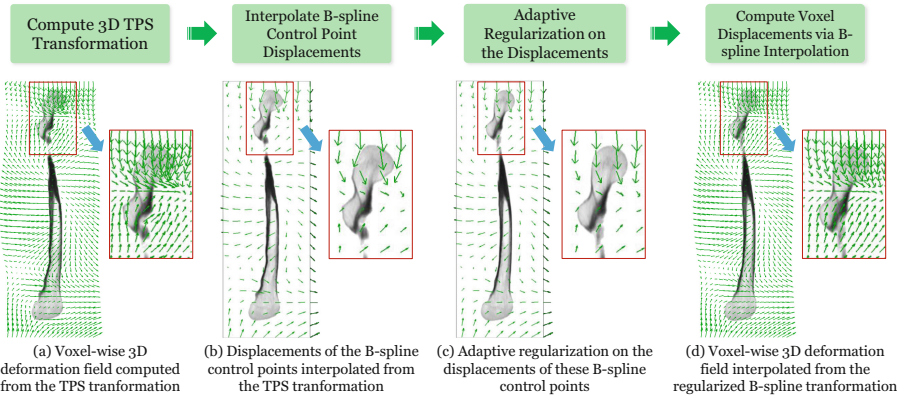 Compute 3D TPS
Transformation
Interpolate B-spline
Control Point
Displacements
Adaptive
Regularization on
the Displacements
Compute Voxel
Displacements via B-
spline Interpolation
(a) Voxel-wise 3D
deformation field computed
from the TPS tranformation
(b) Displacements of the B-spline
control points interpolated from
the TPS tranformation
(c) Adaptive regularization on the
displacements of these B-spline
control points
(d) Voxel-wise 3D deformation
field interpolated from the
regularized B-spline tranformation